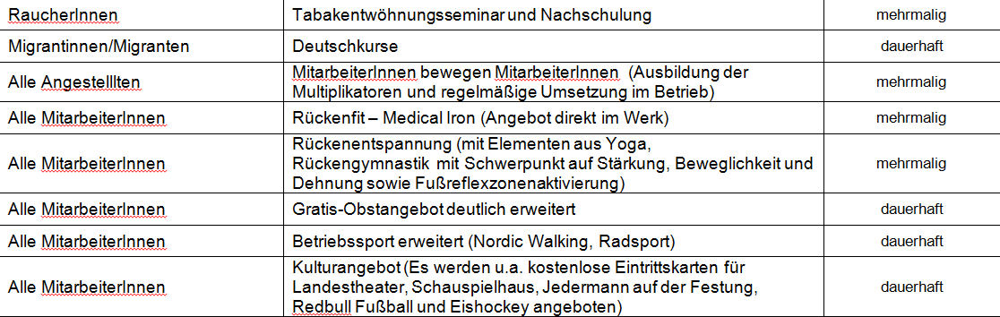 RaucherInnen Tabakentwöhnungsseminar und Nachschulung mehrmalig
Migrantinnen/Migranten Deutschkurse dauerhaft
Alle Angestelllten MitarbeiterInnen bewegen MitarbeiterInnen (Ausbildung der
Multiplikatoren und regelmäßige Umsetzung im Betrieb) mehrmalig
Alle MitarbeiterInnen Rückenfit – Medical Iron (Angebot direkt im Werk) mehrmalig
Rückenentspannung (mit Elementen aus Yoga,
Alle MitarbeiterInnen Rückengymnastik mit Schwerpunkt auf Stärkung, Beweglichkeit und mehrmalig
Dehnung sowie Fußreflexzonenaktivierung)
Alle MitarbeiterInnen Gratis-Obstangebot deutlich erweitert dauerhaft
Alle MitarbeiterInnen Betriebssport erweitert (Nordic Walking, Radsport) dauerhaft
Kulturangebot (Es werden u.a. kostenlose Eintrittskarten für
Alle MitarbeiterInnen Landestheater, Schauspielhaus, Jedermann auf der Festung, dauerhaft
Redbull Fußball und Eishockey angeboten)